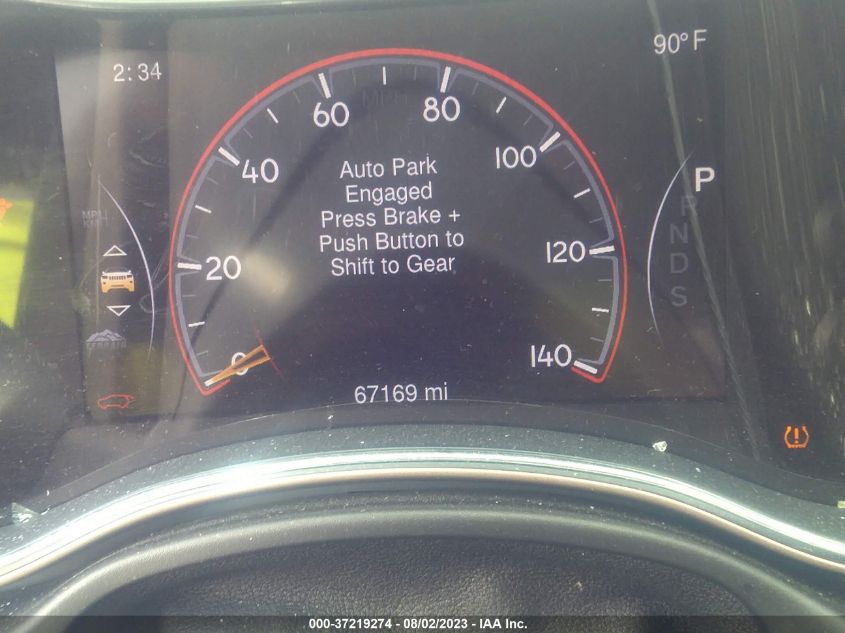 2:34
90°F
MPH
0
20
40
60
80
100
120
140
Auto Park
Engaged
Press Brake +
Push Button to
Shift to Gear
P
R
N
D
S
67169 mi
000-37219274 - 08/02/2023 - IAA Inc.